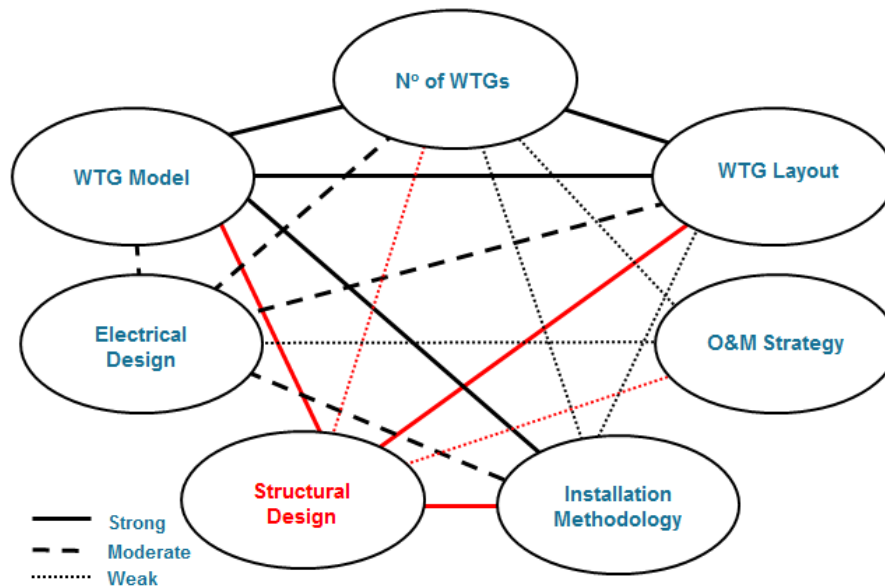 Nº of WTGs
WTG Model
WTG Layout
Electrical
Design
O&M Strategy
Structural
Design
Installation
Methodology
Strong
Moderate
Weak